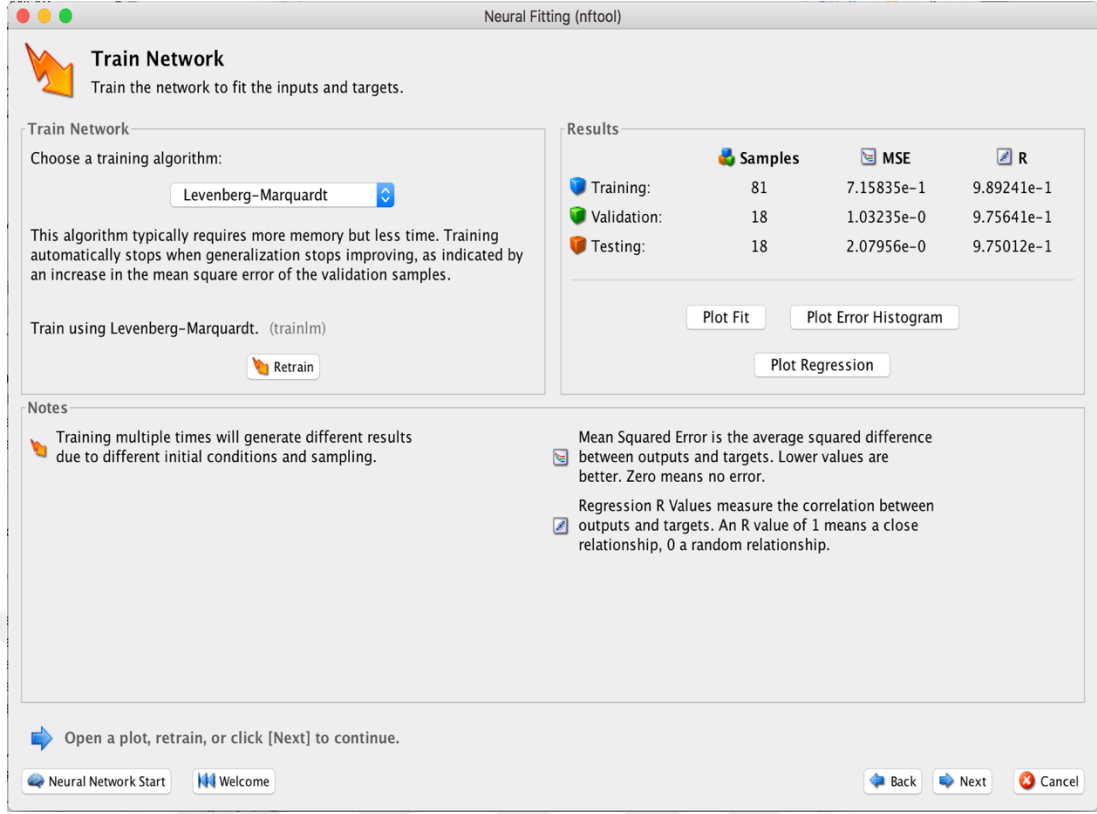 Neural Fitting (nftool)
Train Network
Train the network to fit the inputs and targets.
Train Network
Choose a training algorithm:
Levenberg-Marquardt
This algorithm typically requires more memory but less time. Training
automatically stops when generalization stops improving, as indicated by
an increase in the mean square error of the validation samples.
Train using Levenberg-Marquardt. (trainlm)
Retrain
Results
Samples MSE R
Training: 81 7.15835e-1 9.89241e-1
Validation: 18 1.03235e-0 9.75641e-1
Testing: 18 2.07956e-0 9.75012e-1
Plot Fit Plot Error Histogram
Plot Regression
Notes
Training multiple times will generate different results
due to different initial conditions and sampling.
Mean Squared Error is the average squared difference
between outputs and targets. Lower values are
better. Zero means no error.
Regression R Values measure the correlation between
outputs and targets. An R value of 1 means a close
relationship, 0 a random relationship.
Open a plot, retrain, or click [Next] to continue.
Neural Network Start Welcome Back Next Cancel